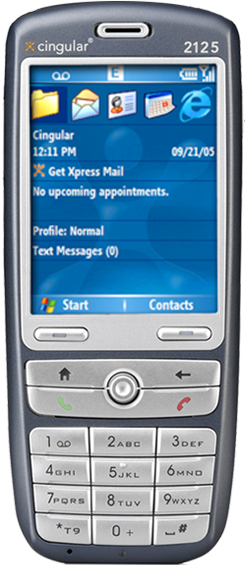 cingular® 2125
E
Cingular
12:11 PM 09/21/05
Get Xpress Mail
No upcoming appointments.
Profile: Normal
Text Messages (0)
Start Contacts
1 2ABC 3DEF
4GHI 5JKL 6MNO
7PQRS 8TUV 9WXYZ
*T9 0+ #